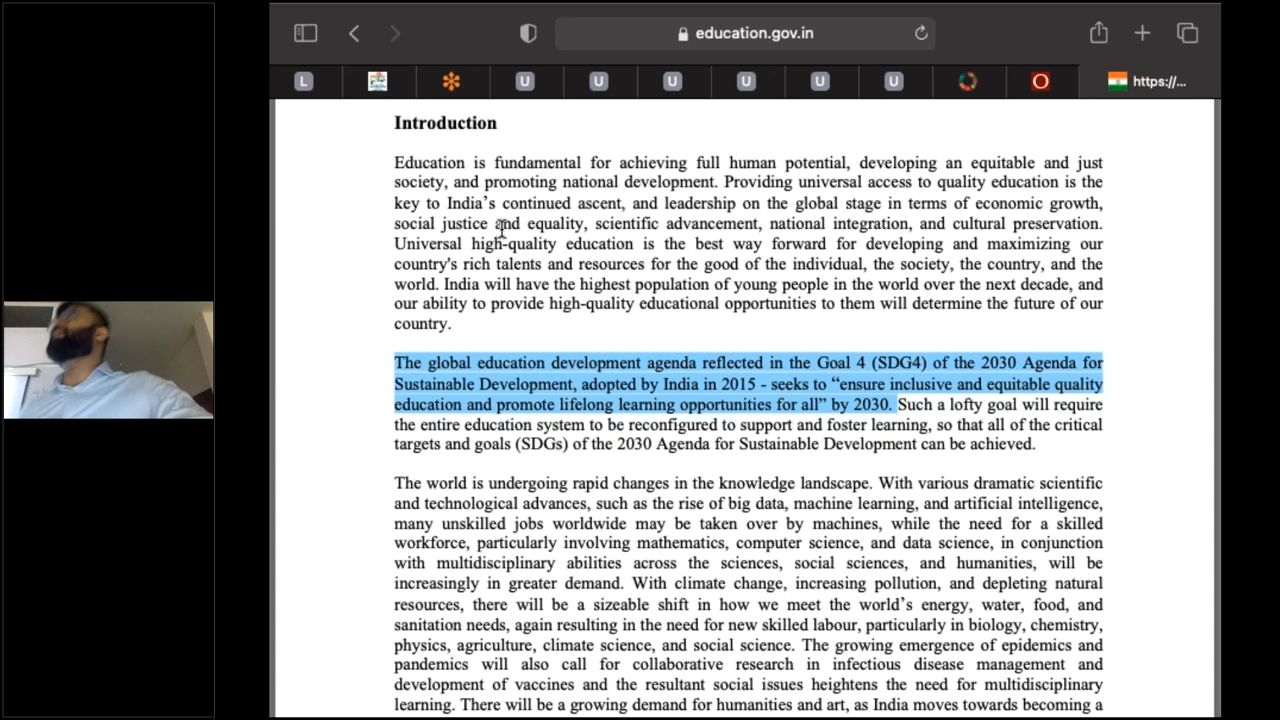 education.gov.in
L
U
U
U
U
U
U
https://...
Introduction
Education is fundamental for achieving full human potential, developing an equitable and just
society, and promoting national development. Providing universal access to quality education is the
key to India’s continued ascent, and leadership on the global stage in terms of economic growth,
social justice and equality, scientific advancement, national integration, and cultural preservation.
Universal high-quality education is the best way forward for developing and maximizing our
country's rich talents and resources for the good of the individual, the society, the country, and the
world. India will have the highest population of young people in the world over the next decade, and
our ability to provide high-quality educational opportunities to them will determine the future of our
country.
The global education development agenda reflected in the Goal 4 (SDG4) of the 2030 Agenda for
Sustainable Development, adopted by India in 2015 - seeks to “ensure inclusive and equitable quality
education and promote lifelong learning opportunities for all” by 2030. Such a lofty goal will require
the entire education system to be reconfigured to support and foster learning, so that all of the critical
targets and goals (SDGs) of the 2030 Agenda for Sustainable Development can be achieved.
The world is undergoing rapid changes in the knowledge landscape. With various dramatic scientific
and technological advances, such as the rise of big data, machine learning, and artificial intelligence,
many unskilled jobs worldwide may be taken over by machines, while the need for a skilled
workforce, particularly involving mathematics, computer science, and data science, in conjunction
with multidisciplinary abilities across the sciences, social sciences, and humanities, will be
increasingly in greater demand. With climate change, increasing pollution, and depleting natural
resources, there will be a sizeable shift in how we meet the world’s energy, water, food, and
sanitation needs, again resulting in the need for new skilled labour, particularly in biology, chemistry,
physics, agriculture, climate science, and social science. The growing emergence of epidemics and
pandemics will also call for collaborative research in infectious disease management and
development of vaccines and the resultant social issues heightens the need for multidisciplinary
learning. There will be a growing demand for humanities and art, as India moves towards becoming a